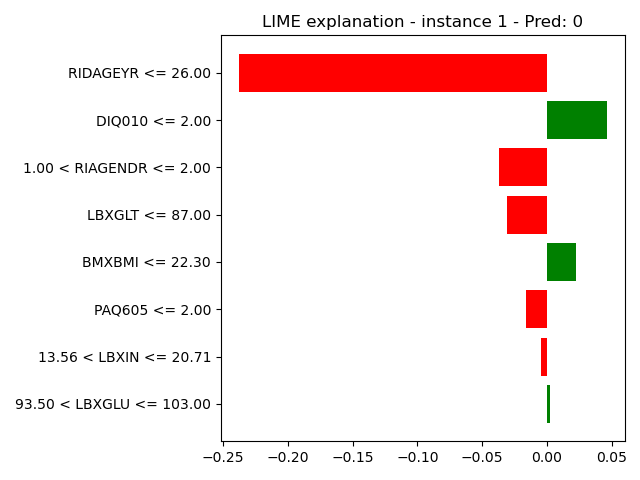 LIME explanation - instance 1 - Pred: 0
RIDAGEYR <= 26.00
DIQ010 <= 2.00
1.00 < RIAGENDR <= 2.00
LBXGLT <= 87.00
BMXBMI <= 22.30
PAQ605 <= 2.00
13.56 < LBXIN <= 20.71
93.50 < LBXGLU <= 103.00
−0.25 −0.20 −0.15 −0.10 −0.05 0.00 0.05